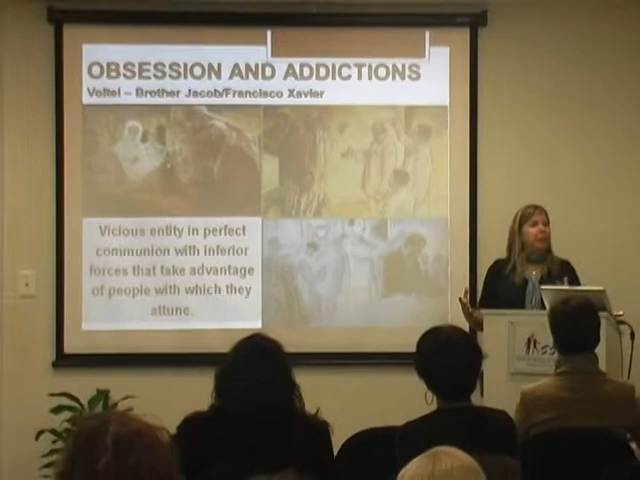 OBSESSION AND ADDICTIONS
Voltei – Brother Jacob/Francisco Xavier
Vicious entity in perfect
communion with inferior
forces that take advantage
of people with which they
attune.